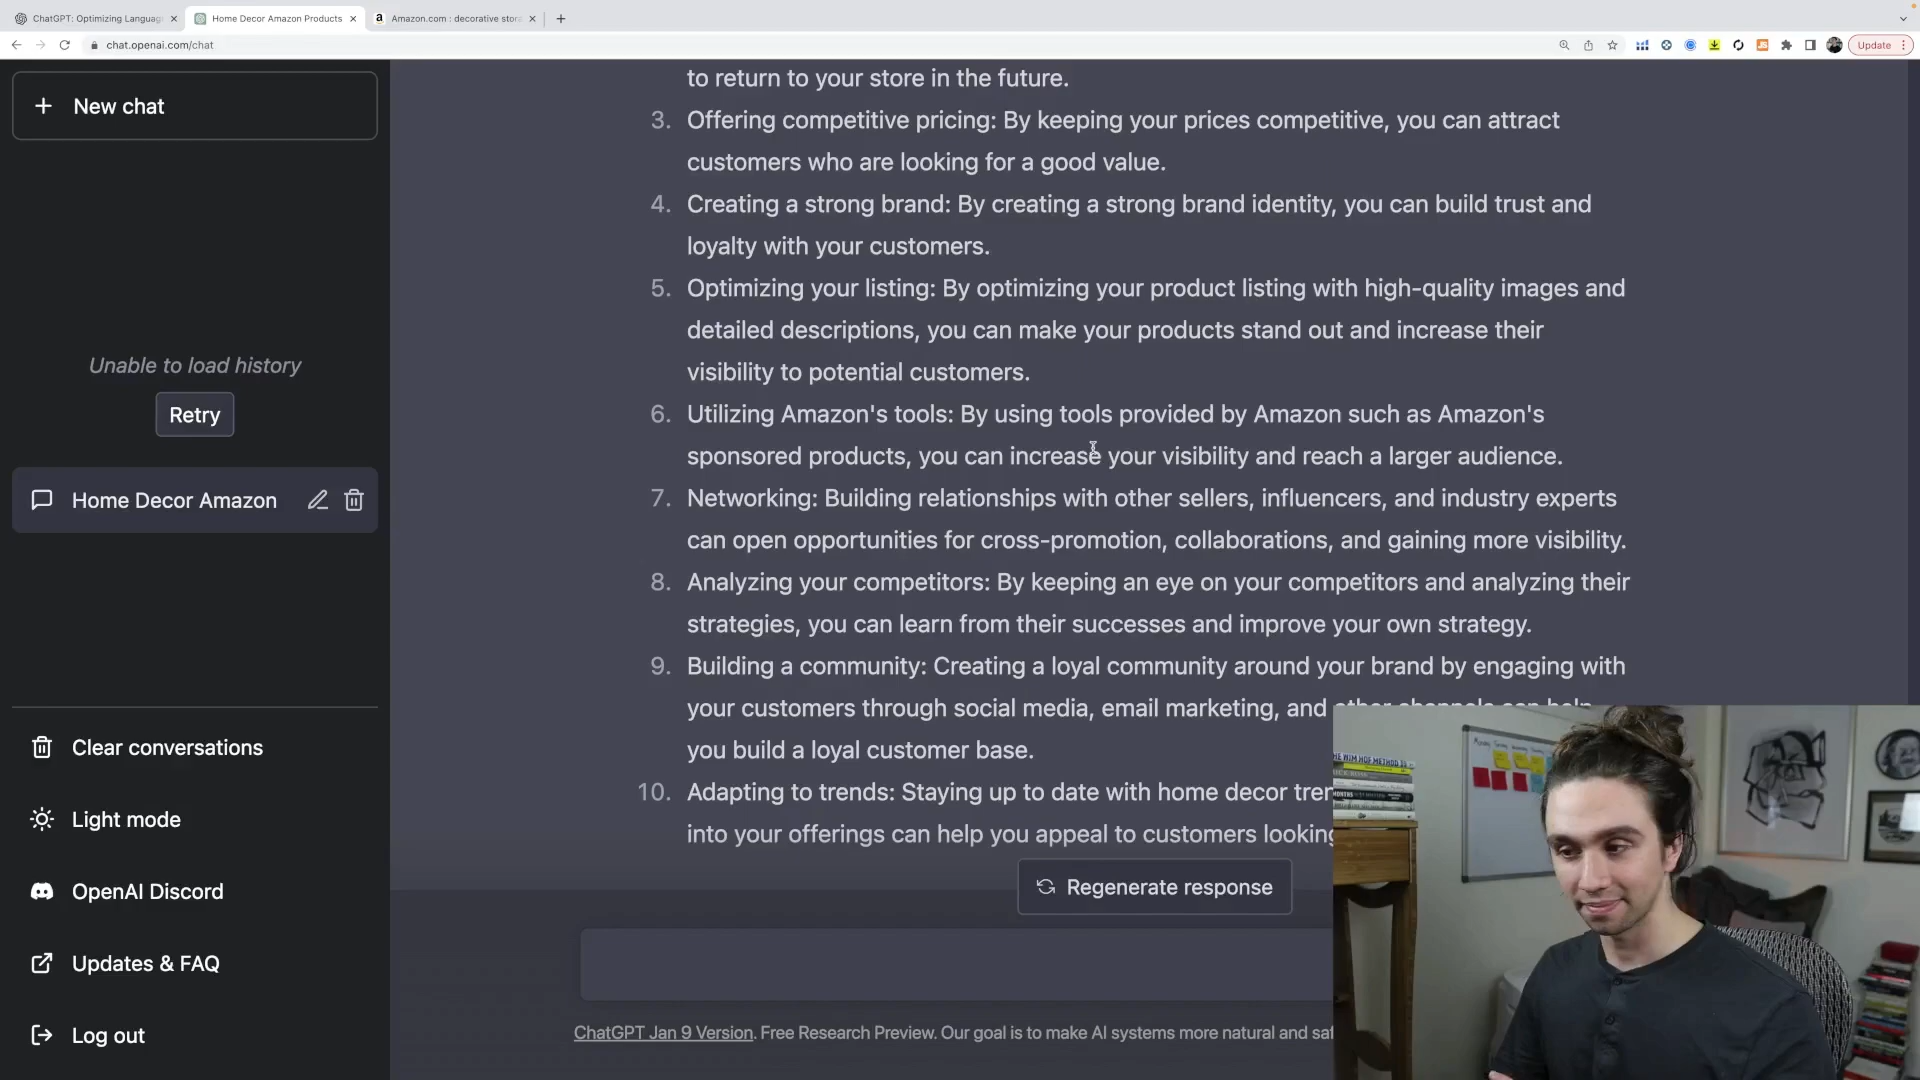 ChatGPT: Optimizing Languag
Home Decor Amazon Products
Amazon.com : decorative stor
chat.openai.com/chat
Update
New chat
Unable to load history
Retry
Home Decor Amazon
Clear conversations
Light mode
OpenAI Discord
Updates & FAQ
Log out
to return to your store in the future.
3. Offering competitive pricing: By keeping your prices competitive, you can attract
customers who are looking for a good value.
4. Creating a strong brand: By creating a strong brand identity, you can build trust and
loyalty with your customers.
5. Optimizing your listing: By optimizing your product listing with high-quality images and
detailed descriptions, you can make your products stand out and increase their
visibility to potential customers.
6. Utilizing Amazon's tools: By using tools provided by Amazon such as Amazon's
sponsored products, you can increase your visibility and reach a larger audience.
7. Networking: Building relationships with other sellers, influencers, and industry experts
can open opportunities for cross-promotion, collaborations, and gaining more visibility.
8. Analyzing your competitors: By keeping an eye on your competitors and analyzing their
strategies, you can learn from their successes and improve your own strategy.
9. Building a community: Creating a loyal community around your brand by engaging with
your customers through social media, email marketing, and other channels can help
you build a loyal customer base.
10. Adapting to trends: Staying up to date with home decor tren
into your offerings can help you appeal to customers looking
Regenerate response
ChatGPT Jan 9 Version. Free Research Preview. Our goal is to make AI systems more natural and saf
THE WIM HOF METHOD